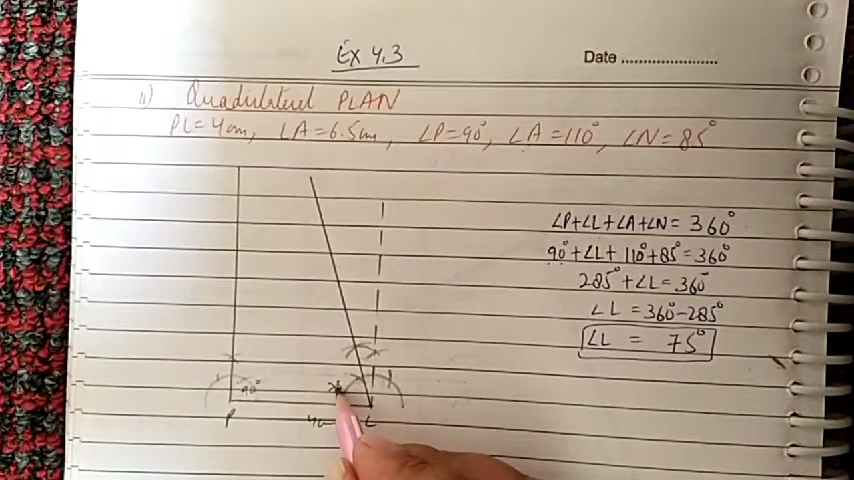 Ex 4.3
Date ........................
ii) Quadrilateral PLAN
PL=4cm, LA=6.5cm, ∠P=90°, ∠A=110°, ∠N=85°
∠P+∠L+∠A+∠N=360°
90°+∠L+110°+85°=360°
285°+∠L=360°
∠L=360°-285°
∠L = 75°
90°
P
L